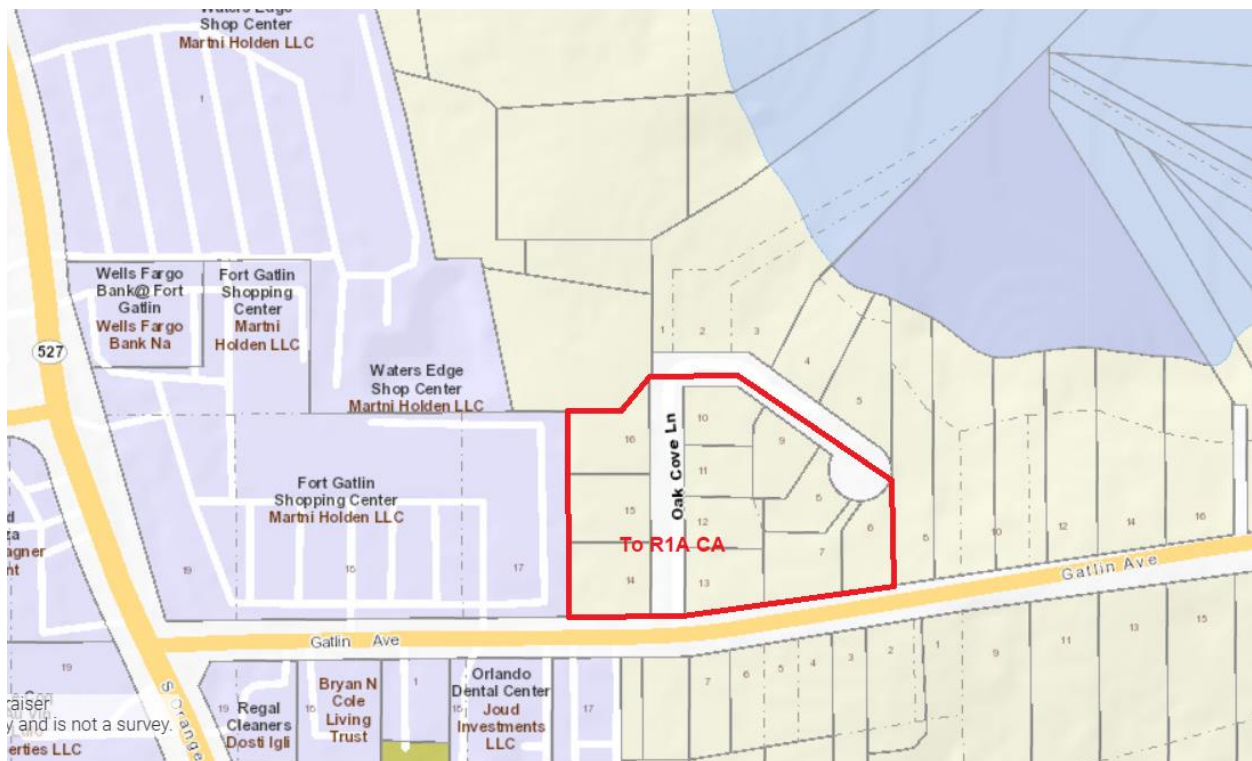 Waters Edge
Shop Center
Martni Holden LLC
1
Wells Fargo
Bank@ Fort
Gatlin
Wells Fargo
Bank Na
Fort Gatlin
Shopping
Center
Martni
Holden LLC
527
Waters Edge
Shop Center
Martni Holden LLC
1
2
3
4
5
16
10
9
11
Oak Cove Ln
Fort Gatlin
Shopping Center
Martni Holden LLC
15
12
To R1A CA
14
13
7
6
19
17
10
12
14
16
Gatlin Ave
Gatlin Ave
19
S Orange
raiser
y and is not a survey.
erties LLC
19
Regal
Cleaners
Dosti Igli
Bryan N
Cole
Living
Trust
1
Orlando
Dental Center
Joud
Investments
LLC
17
7
6
5
4
3
2
1
9
11
13
15